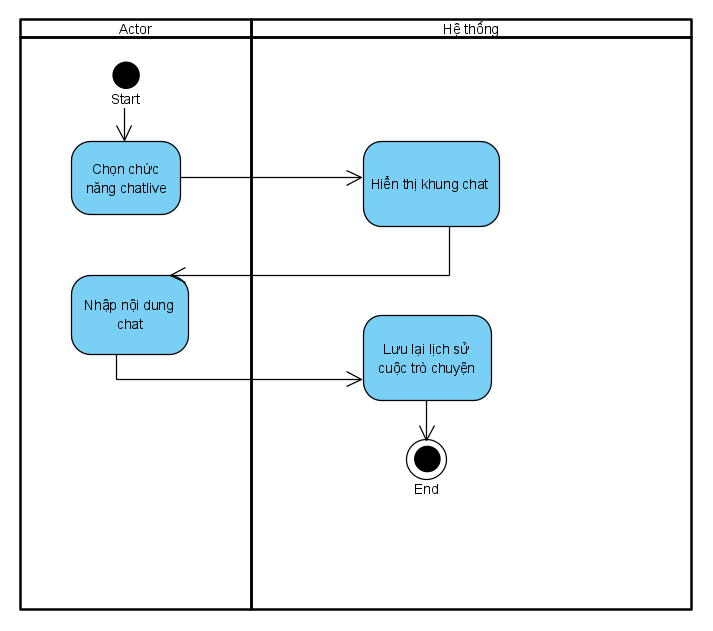 Actor
Hệ thống
Start
Chọn chức
năng chatlive
Hiển thị khung chat
Nhập nội dung
chat
Lưu lại lịch sử
cuộc trò chuyện
End